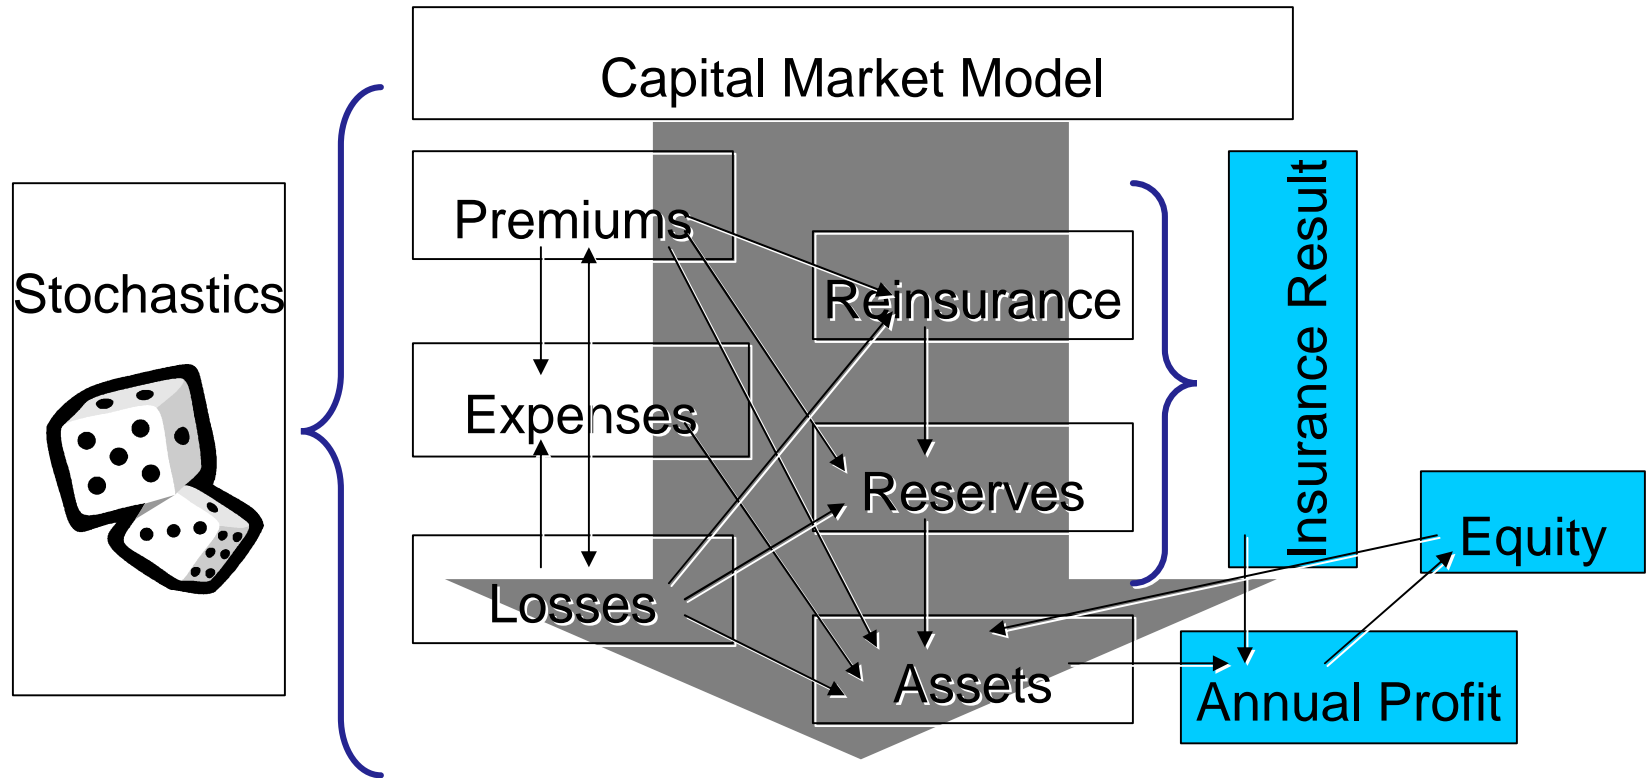 Capital Market Model
Stochastics
Premiums
Expenses
Losses
Reinsurance
Reserves
Assets
Insurance Result
Equity
Annual Profit